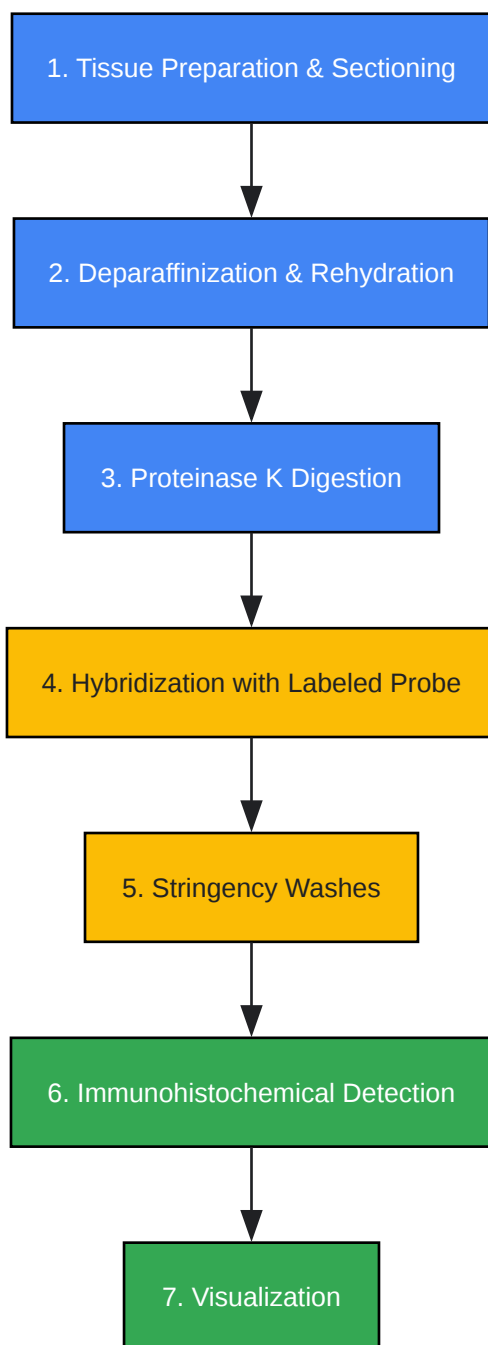 1. Tissue Preparation & Sectioning
2. Deparaffinization & Rehydration
3. Proteinase K Digestion
4. Hybridization with Labeled Probe
5. Stringency Washes
6. Immunohistochemical Detection
7. Visualization